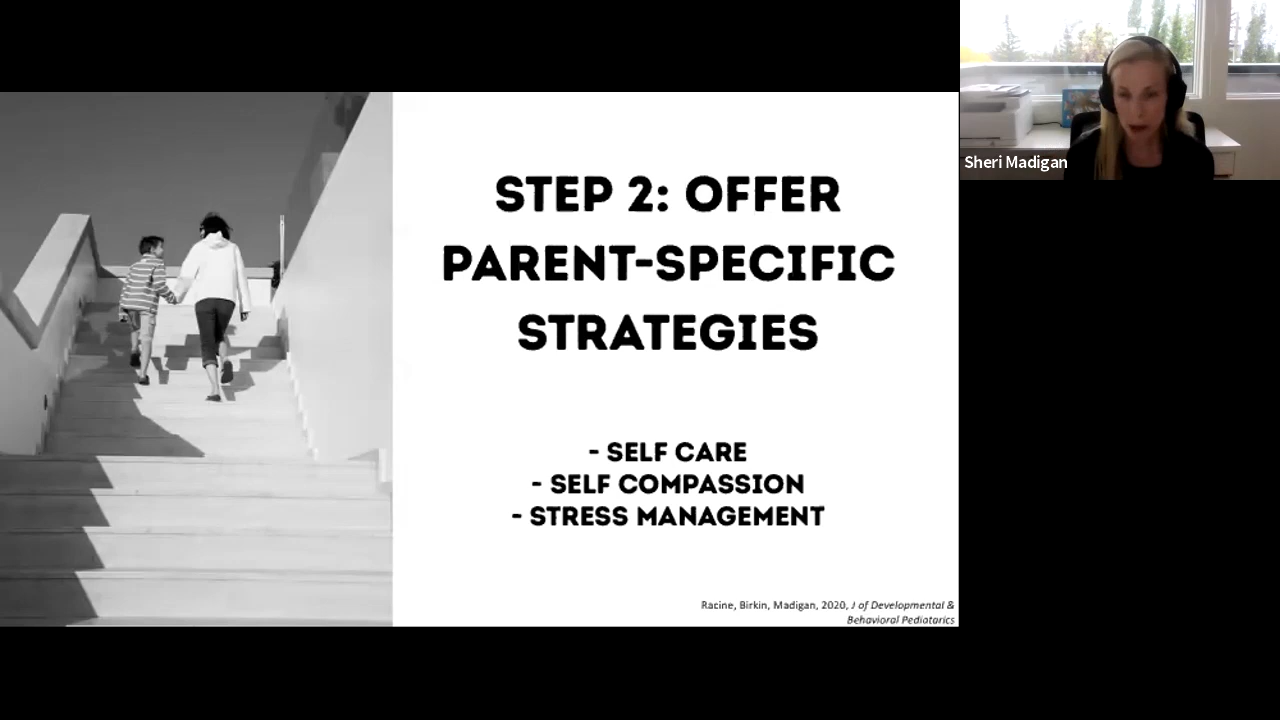 Sheri Madigan
STEP 2: OFFER
PARENT-SPECIFIC
STRATEGIES
- SELF CARE
- SELF COMPASSION
- STRESS MANAGEMENT
Racine, Birkin, Madigan, 2020, J of Developmental &
Behavioral Pediatarics